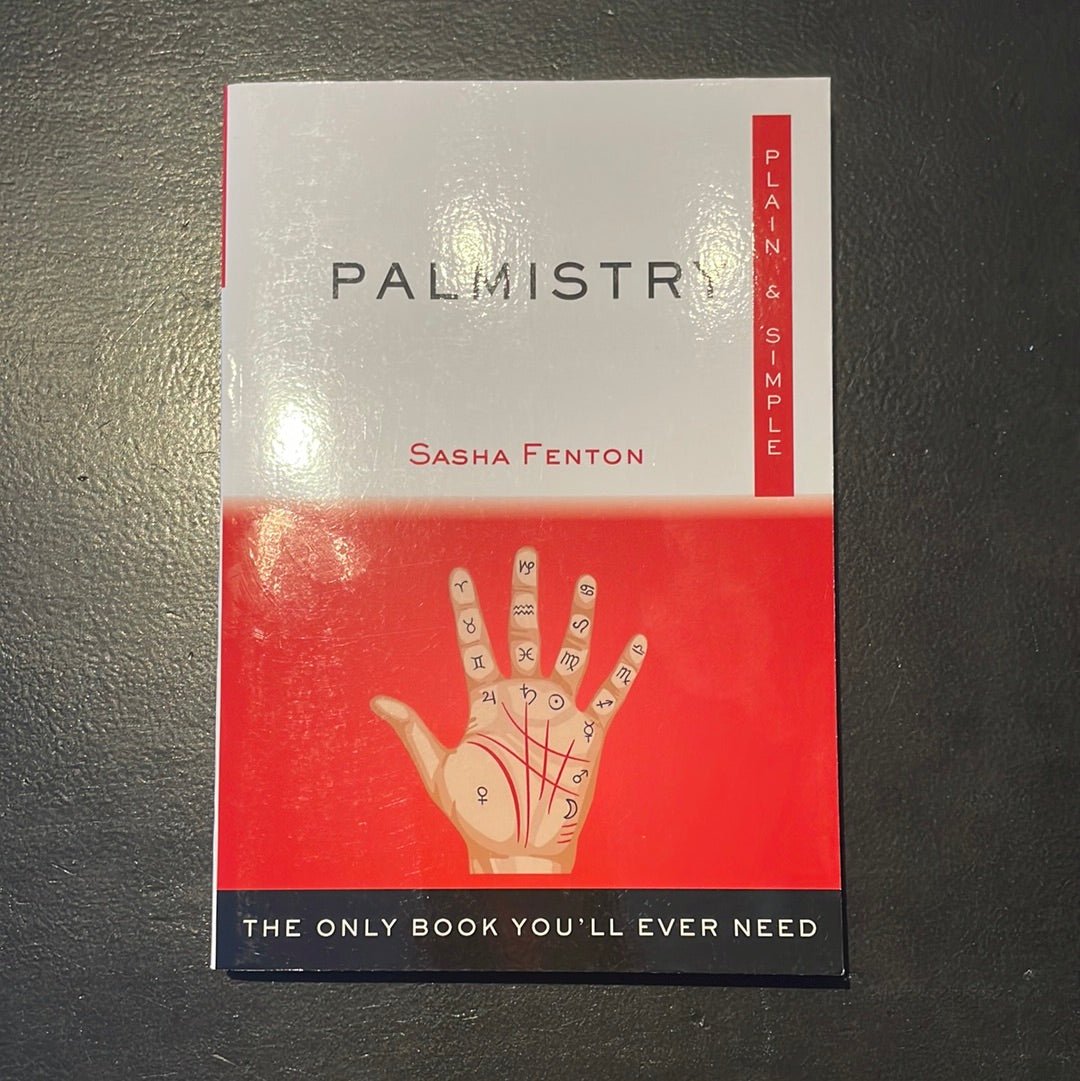 PALMISTRY
PLAIN & SIMPLE
SASHA FENTON
♈ ♑ ♋
♉ ♒ ♌ ♎
♊ ♓ ♍ ♏
♃ ♄ ☉ ♐
☿
♀ ♂
☽
THE ONLY BOOK YOU'LL EVER NEED